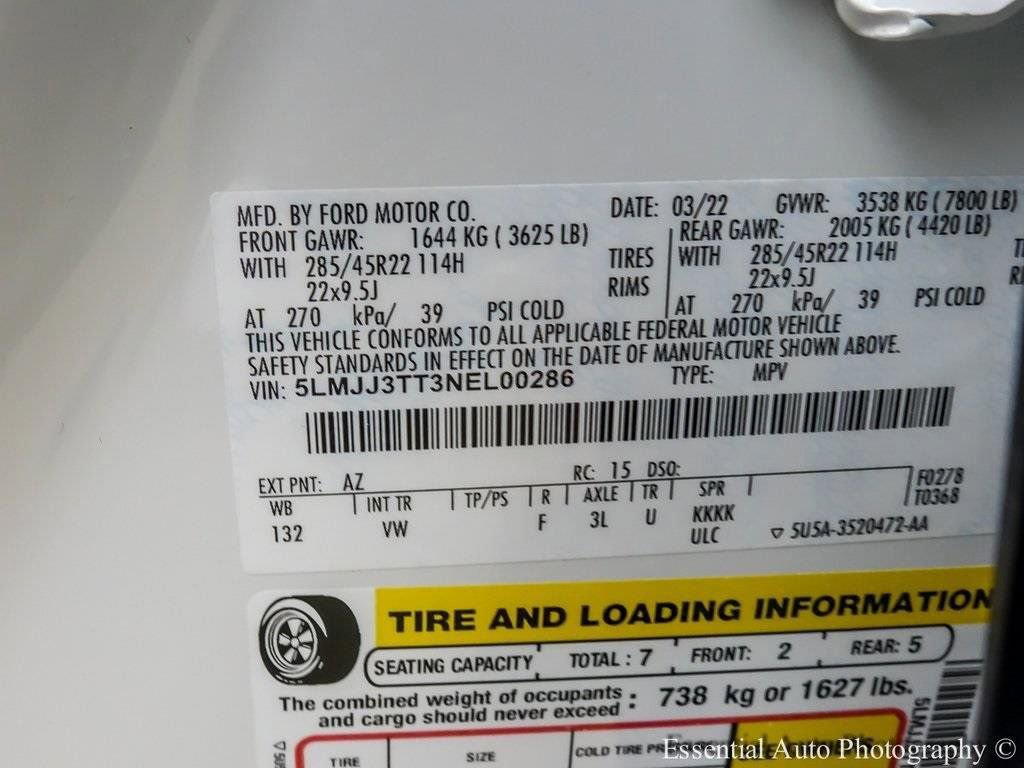 MFD. BY FORD MOTOR CO. DATE: 03/22 GVWR: 3538 KG ( 7800 LB)
FRONT GAWR: 1644 KG ( 3625 LB) REAR GAWR: 2005 KG ( 4420 LB)
WITH 285/45R22 114H TIRES WITH 285/45R22 114H
22x9.5J RIMS 22x9.5J
AT 270 kPa/ 39 PSI COLD AT 270 kPa/ 39 PSI COLD
THIS VEHICLE CONFORMS TO ALL APPLICABLE FEDERAL MOTOR VEHICLE
SAFETY STANDARDS IN EFFECT ON THE DATE OF MANUFACTURE SHOWN ABOVE.
VIN: 5LMJJ3TT3NEL00286 TYPE: MPV
EXT PNT: AZ RC: 15 DSO: F0278
WB INT TR TP/PS R AXLE TR SPR T0368
132 VW F 3L U KKKK
ULC ▽ 5U5A-3520472-AA
TIRE AND LOADING INFORMATION
SEATING CAPACITY TOTAL : 7 FRONT: 2 REAR: 5
The combined weight of occupants
and cargo should never exceed : 738 kg or 1627 lbs.
TIRE SIZE COLD TIRE
Essential Auto Photography ©